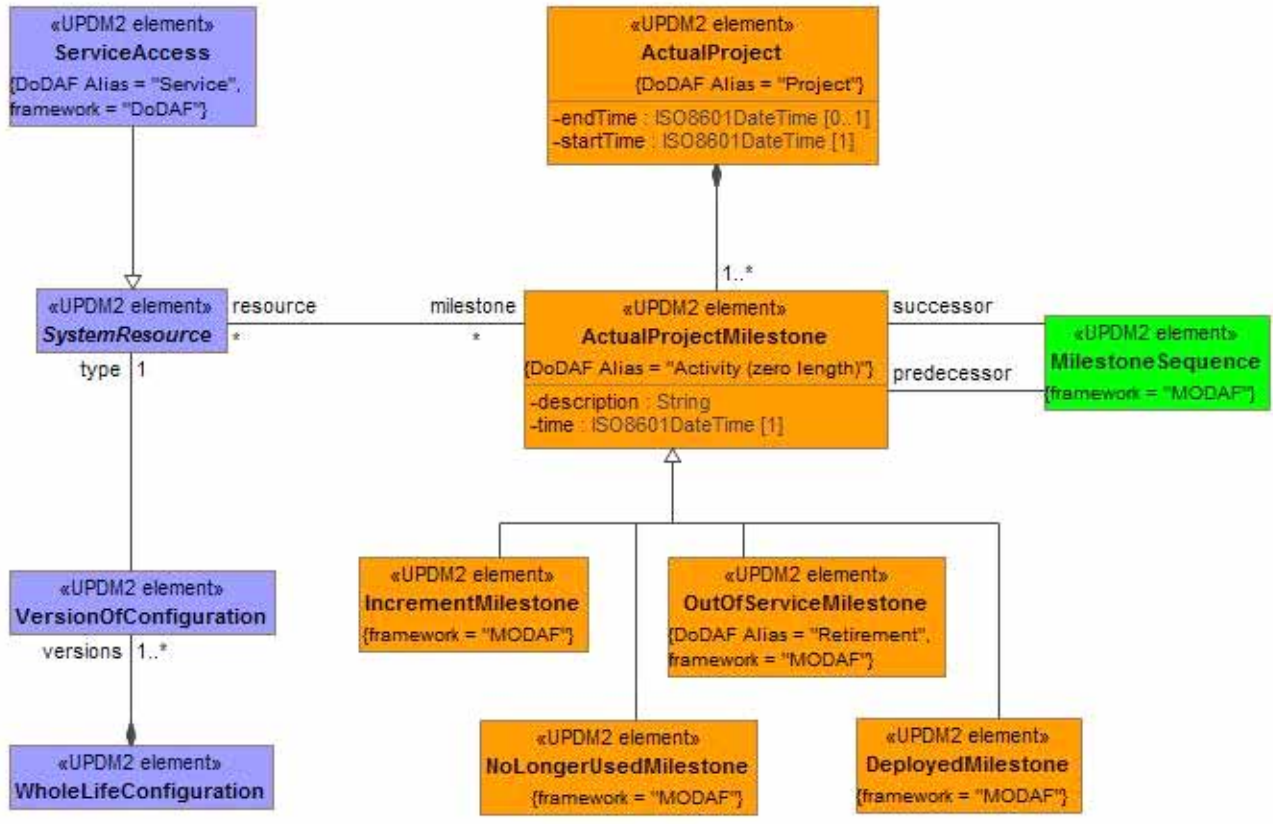 «UPDM2 element»
ServiceAccess
{DoDAF Alias = "Service",
framework = "DoDAF"}
«UPDM2 element»
ActualProject
{DoDAF Alias = "Project"}
-endTime : ISO8601DateTime [0..1]
-startTime : ISO8601DateTime [1]
1..*
«UPDM2 element»
SystemResource
resource
*
milestone
*
type
1
«UPDM2 element»
ActualProjectMilestone
{DoDAF Alias = "Activity (zero length)"}
-description : String
-time : ISO8601DateTime [1]
successor
predecessor
«UPDM2 element»
MilestoneSequence
{framework = "MODAF"}
«UPDM2 element»
VersionOfConfiguration
versions
1..*
«UPDM2 element»
WholeLifeConfiguration
«UPDM2 element»
IncrementMilestone
{framework = "MODAF"}
«UPDM2 element»
OutOfServiceMilestone
{DoDAF Alias = "Retirement",
framework = "MODAF"}
«UPDM2 element»
NoLongerUsedMilestone
{framework = "MODAF"}
«UPDM2 element»
DeployedMilestone
{framework = "MODAF"}